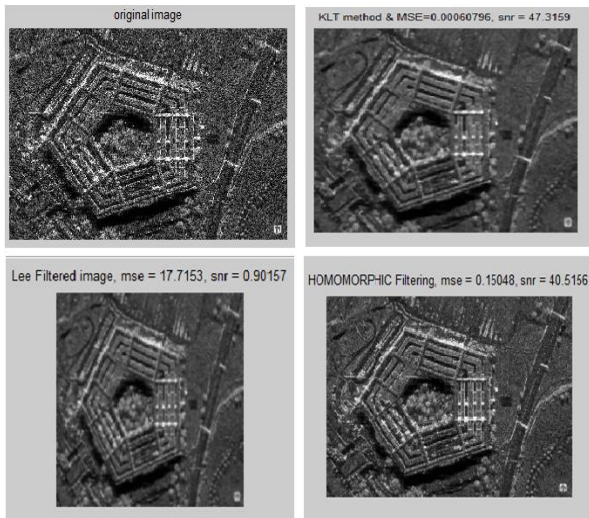 original image
KLT method & MSE=0.00060796, snr = 47.3159
Lee Filtered image, mse = 17.7153, snr = 0.90157
HOMOMORPHIC Filtering, mse = 0.15048, snr = 40.5156